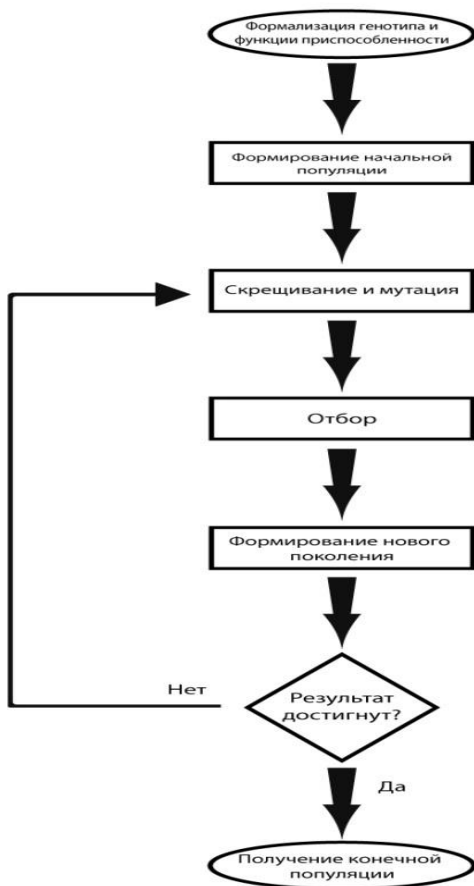 Формализация генотипа и
функции приспособленности
Формирование начальной
популяции
Скрещивание и мутация
Отбор
Формирование нового
поколения
Нет
Результат
достигнут?
Да
Получение конечной
популяции